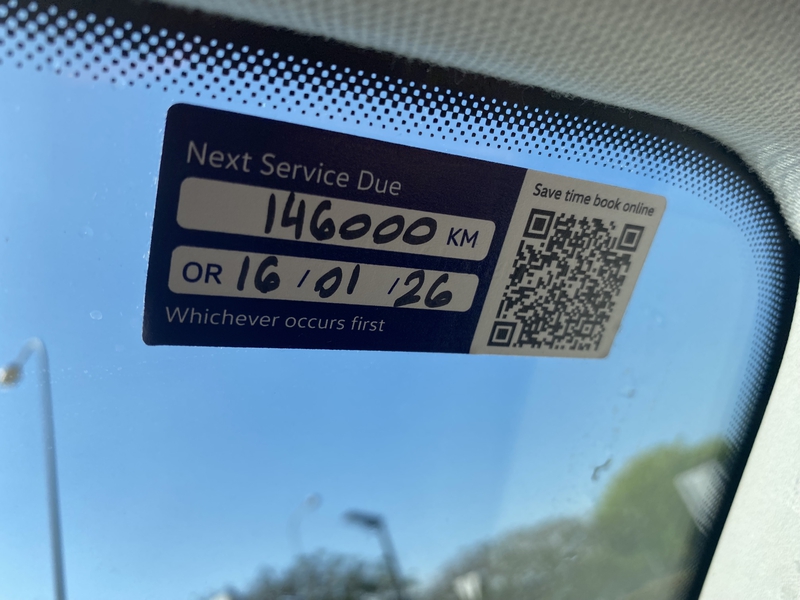 Next Service Due
146000 KM
OR 16/01/26
Whichever occurs first
Save time book online